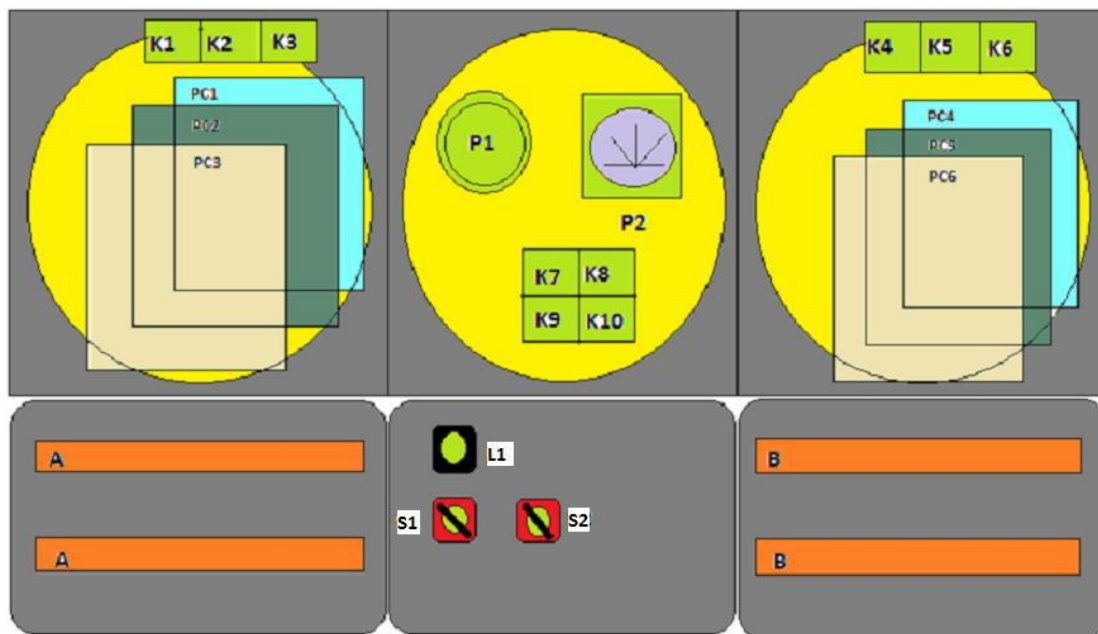 K1 K2 K3
PC1
PC2
PC3
P1
P2
K7 K8
K9 K10
K4 K5 K6
PC4
PC5
PC6
A
A
L1
S1 S2
B
B